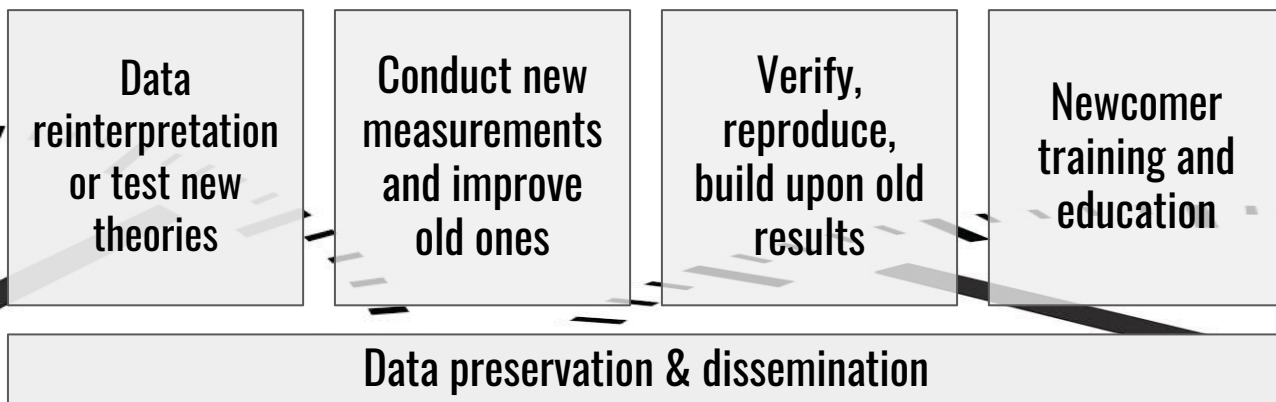 Data
reinterpretation
or test new
theories
Conduct new
measurements
and improve
old ones
Verify,
reproduce,
build upon old
results
Newcomer
training and
education
Data preservation & dissemination